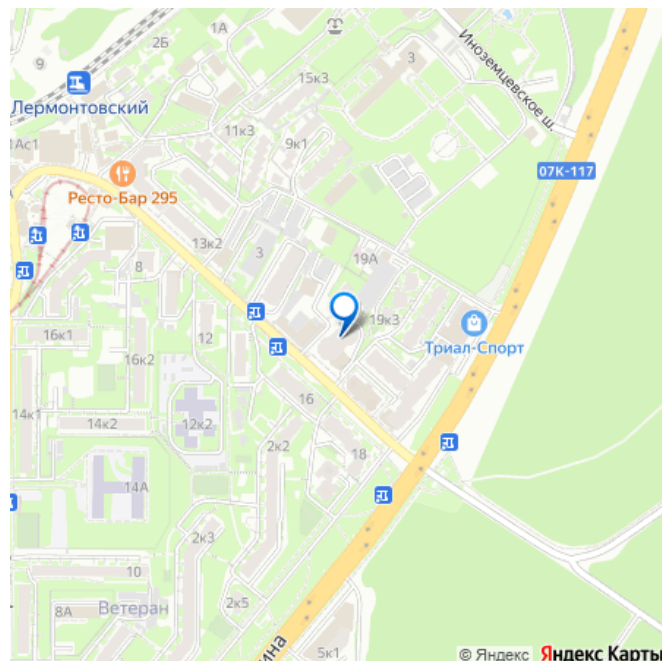 1А
2Б
9
3
Иноземцевское ш.
15к3
Лермонтовский
11к3
1Ас1
9к1
07К-117
Ресто-Бар 295
13к2
3
19А
8
19к3
12
16к1
Триал-Спорт
16к2
16
14к1
14к2
12к2
2к2
18
14А
2к3
10
Ветеран
8А
2к5
ина
5к1
© Яндекс Яндекс Карты